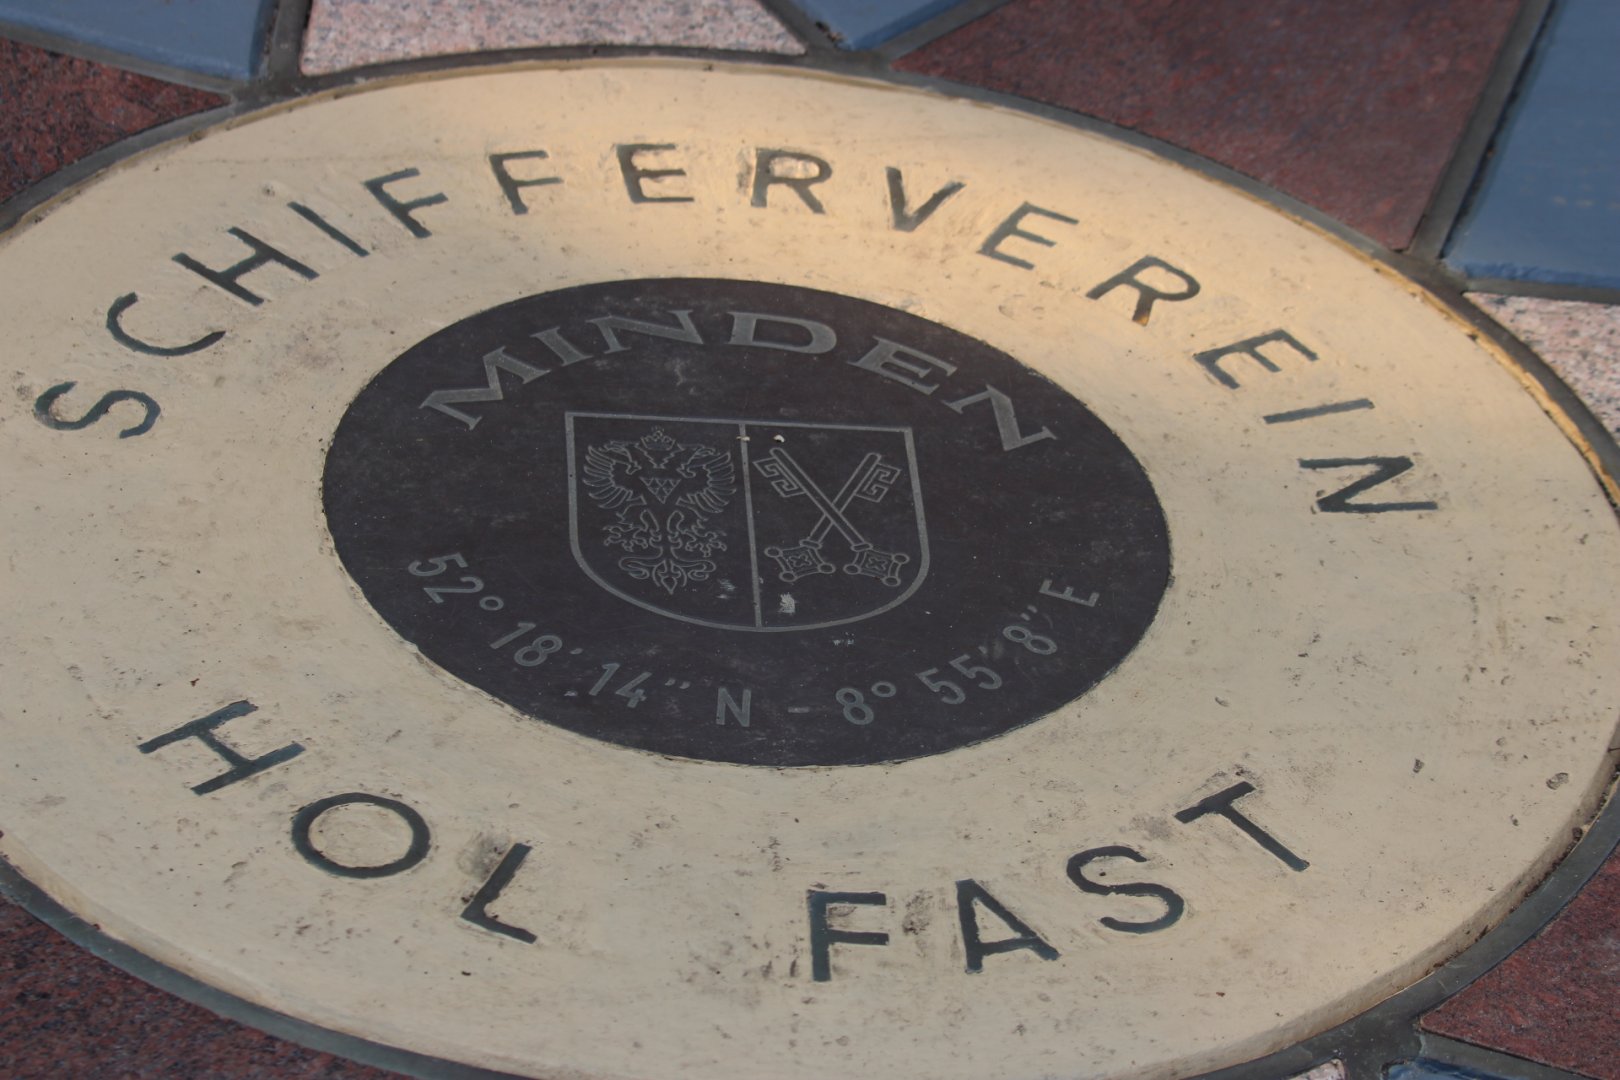 SCHIFFERVEREIN
MINDEN
52° 18' 14" N - 8° 55' 8" E
HOL FAST